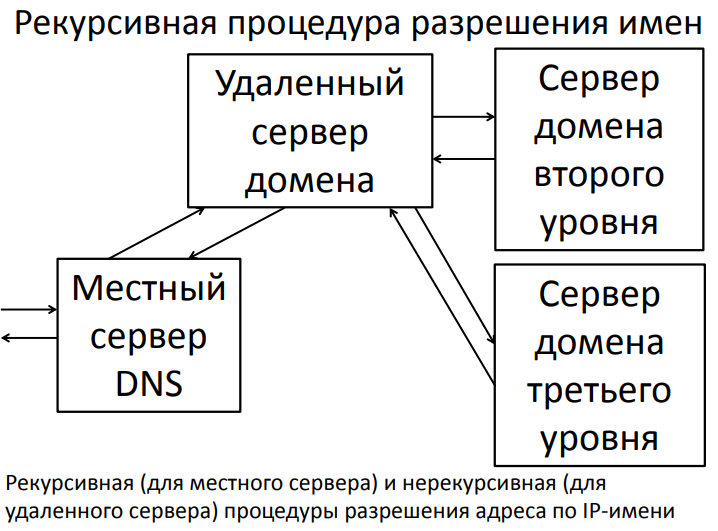 Рекурсивная процедура разрешения имен
Удаленный
сервер
домена
Сервер
домена
второго
уровня
Местный
сервер
DNS
Сервер
домена
третьего
уровня
Рекурсивная (для местного сервера) и нерекурсивная (для
удаленного сервера) процедуры разрешения адреса по IP-имени